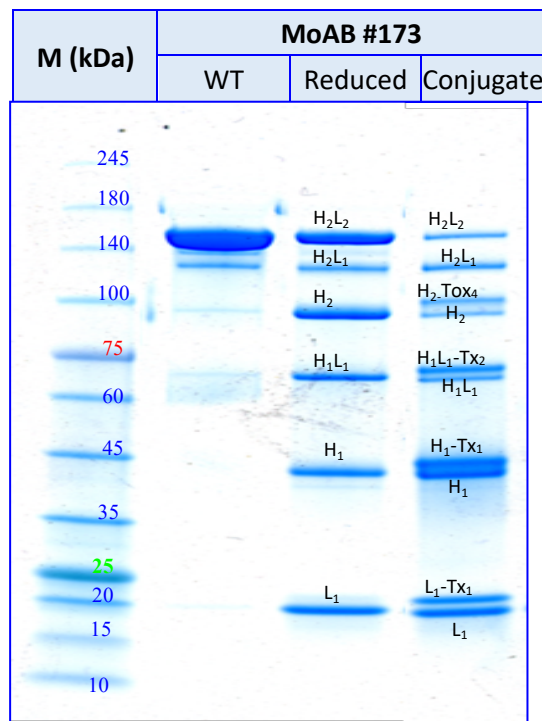 M (kDa)
MoAB #173
WT Reduced Conjugate
245
180
140
100
75
60
45
35
25
20
15
10
H₂L₂
H₂L₁
H₂
H₁L₁
H₁
L₁
H₂L₂
H₂L₁
H₂-Tox₄
H₂
H₁L₁-Tx₂
H₁L₁
H₁-Tx₁
H₁
L₁-Tx₁
L₁